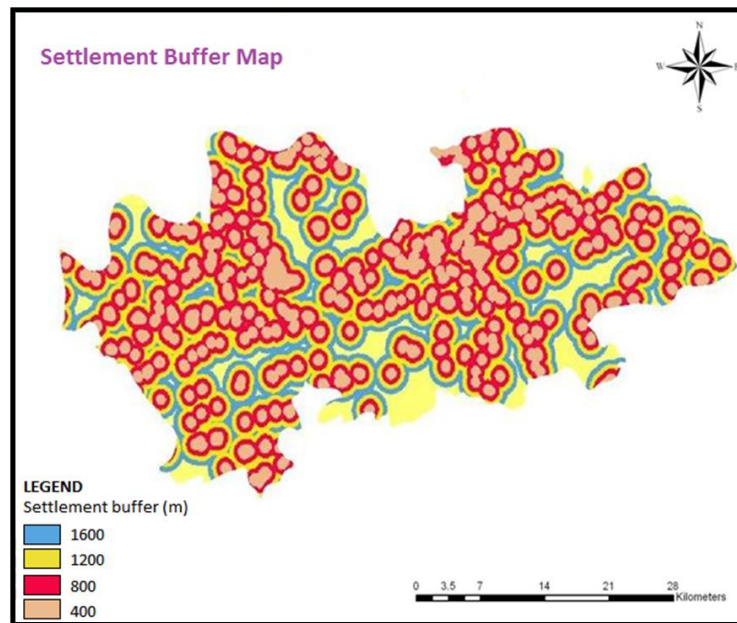 Settlement Buffer Map
N
W E
S
LEGEND
Settlement buffer (m)
1600
1200
800
400
0 3.5 7 14 21 28
Kilometers